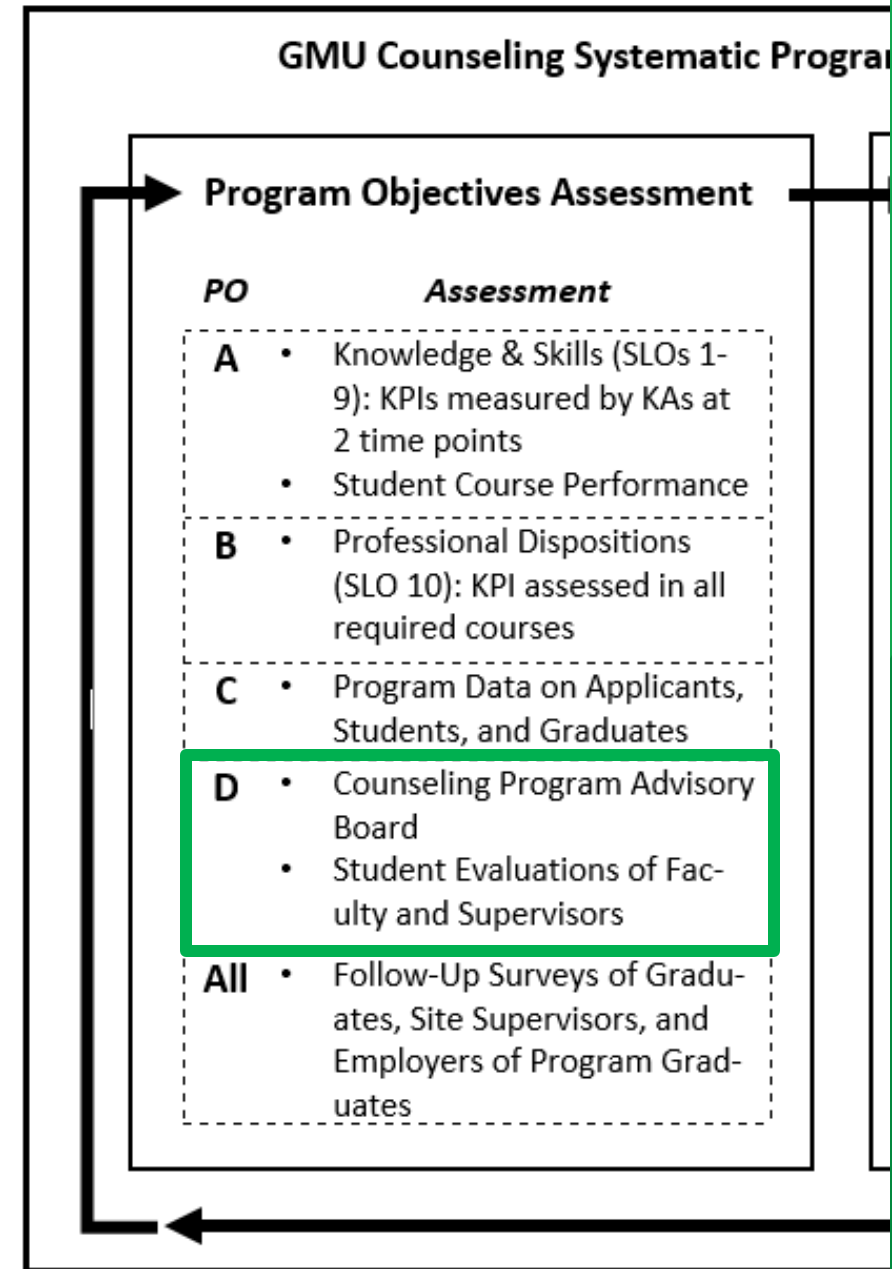 GMU Counseling Systematic Progra
Program Objectives Assessment
PO Assessment
A • Knowledge & Skills (SLOs 1-
9): KPIs measured by KAs at
2 time points
• Student Course Performance
B • Professional Dispositions
(SLO 10): KPI assessed in all
required courses
C • Program Data on Applicants,
Students, and Graduates
D • Counseling Program Advisory
Board
• Student Evaluations of Fac-
ulty and Supervisors
All • Follow-Up Surveys of Gradu-
ates, Site Supervisors, and
Employers of Program Grad-
uates